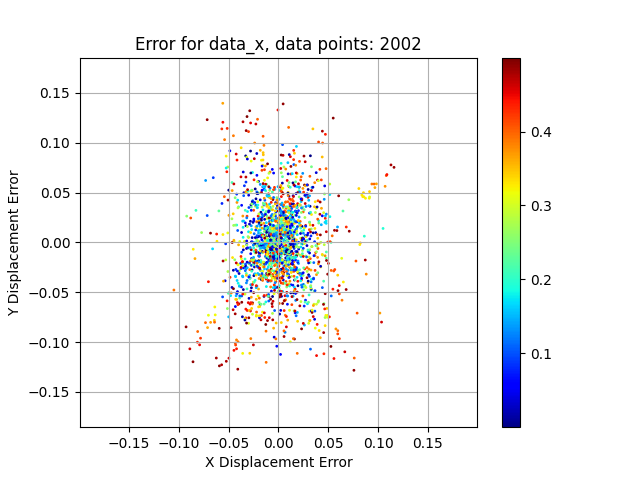 Error for data_x, data points: 2002
0.15
0.10
0.05
0.00
−0.05
−0.10
−0.15
Y Displacement Error
−0.15 −0.10 −0.05 0.00 0.05 0.10 0.15
X Displacement Error
0.4
0.3
0.2
0.1